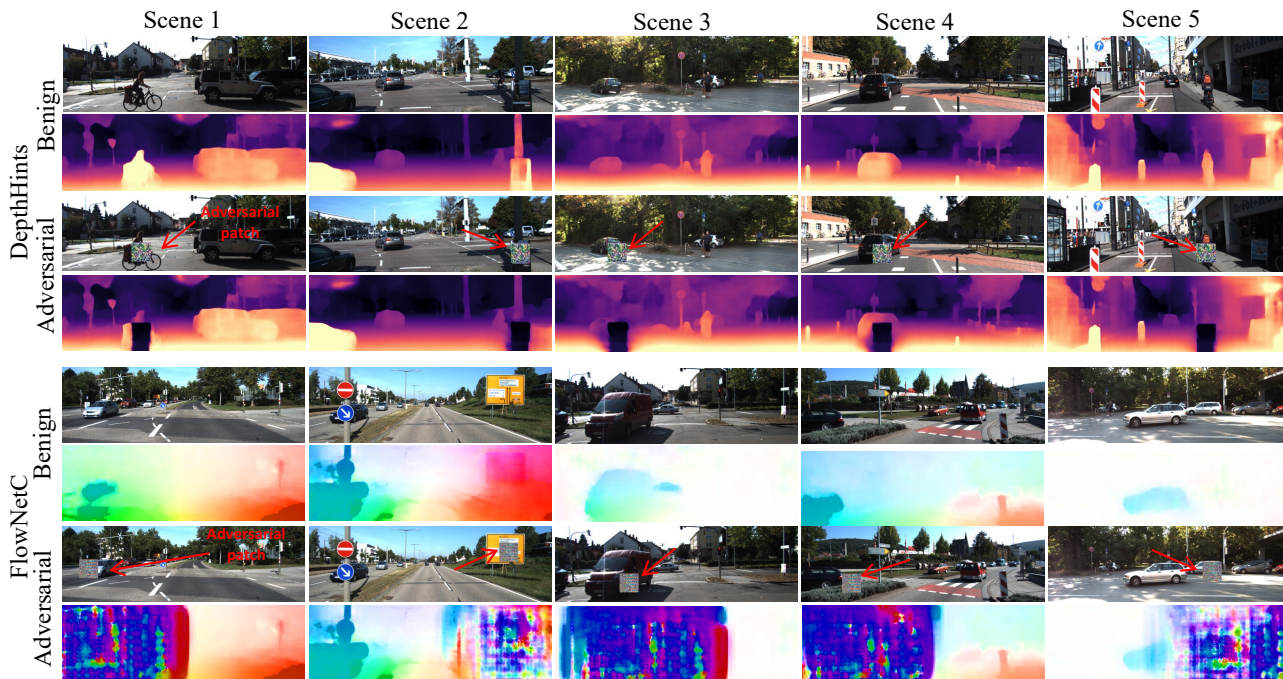 Scene 1
Scene 2
Scene 3
Scene 4
Scene 5
DepthHints
Benign
Adversarial
Adversarial
patch
FlowNetC
Benign
Adversarial
Adversarial
patch